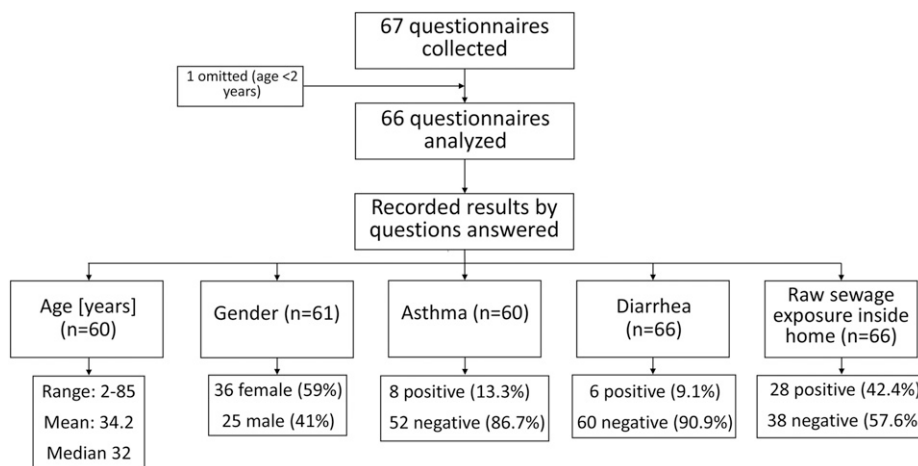 67 questionnaires
collected
1 omitted (age <2
years)
66 questionnaires
analyzed
Recorded results by
questions answered
Age [years]
(n=60)
Gender (n=61)
Asthma (n=60)
Diarrhea
(n=66)
Raw sewage
exposure inside
home (n=66)
Range: 2-85
Mean: 34.2
Median 32
36 female (59%)
25 male (41%)
8 positive (13.3%)
52 negative (86.7%)
6 positive (9.1%)
60 negative (90.9%)
28 positive (42.4%)
38 negative (57.6%)